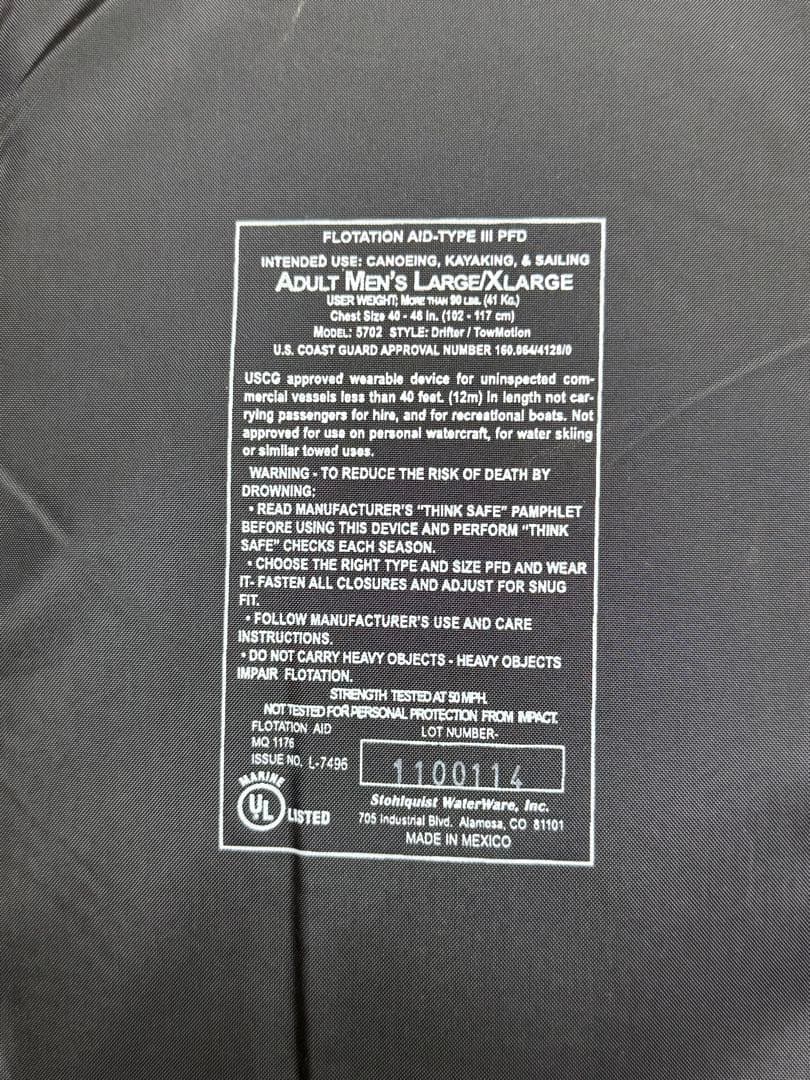 FLOTATION AID-TYPE III PFD
INTENDED USE: CANOEING, KAYAKING, & SAILING
ADULT MEN'S LARGE/XLARGE
USER WEIGHT; MORE THAN 90 LBS. (41 KG.)
Chest Size 40 - 46 In. (102 - 117 cm)
MODEL: 5702 STYLE: Drifter / TowMotion
U.S. COAST GUARD APPROVAL NUMBER 160.064/4128/0
USCG approved wearable device for uninspected com-
mercial vessels less than 40 feet. (12m) in length not car-
rying passengers for hire, and for recreational boats. Not
approved for use on personal watercraft, for water skiing
or similar towed uses.
WARNING - TO REDUCE THE RISK OF DEATH BY
DROWNING:
• READ MANUFACTURER'S "THINK SAFE" PAMPHLET
BEFORE USING THIS DEVICE AND PERFORM "THINK
SAFE" CHECKS EACH SEASON.
• CHOOSE THE RIGHT TYPE AND SIZE PFD AND WEAR
IT- FASTEN ALL CLOSURES AND ADJUST FOR SNUG
FIT.
• FOLLOW MANUFACTURER'S USE AND CARE
INSTRUCTIONS.
• DO NOT CARRY HEAVY OBJECTS - HEAVY OBJECTS
IMPAIR FLOTATION.
STRENGTH TESTED AT 50 MPH.
NOT TESTED FOR PERSONAL PROTECTION FROM IMPACT.
FLOTATION AID
LOT NUMBER-
MQ 1176
ISSUE NO. L-7496
1100114
MARINE
UL LISTED
Stohlquist WaterWare, Inc.
705 Industrial Blvd. Alamosa, CO 81101
MADE IN MEXICO